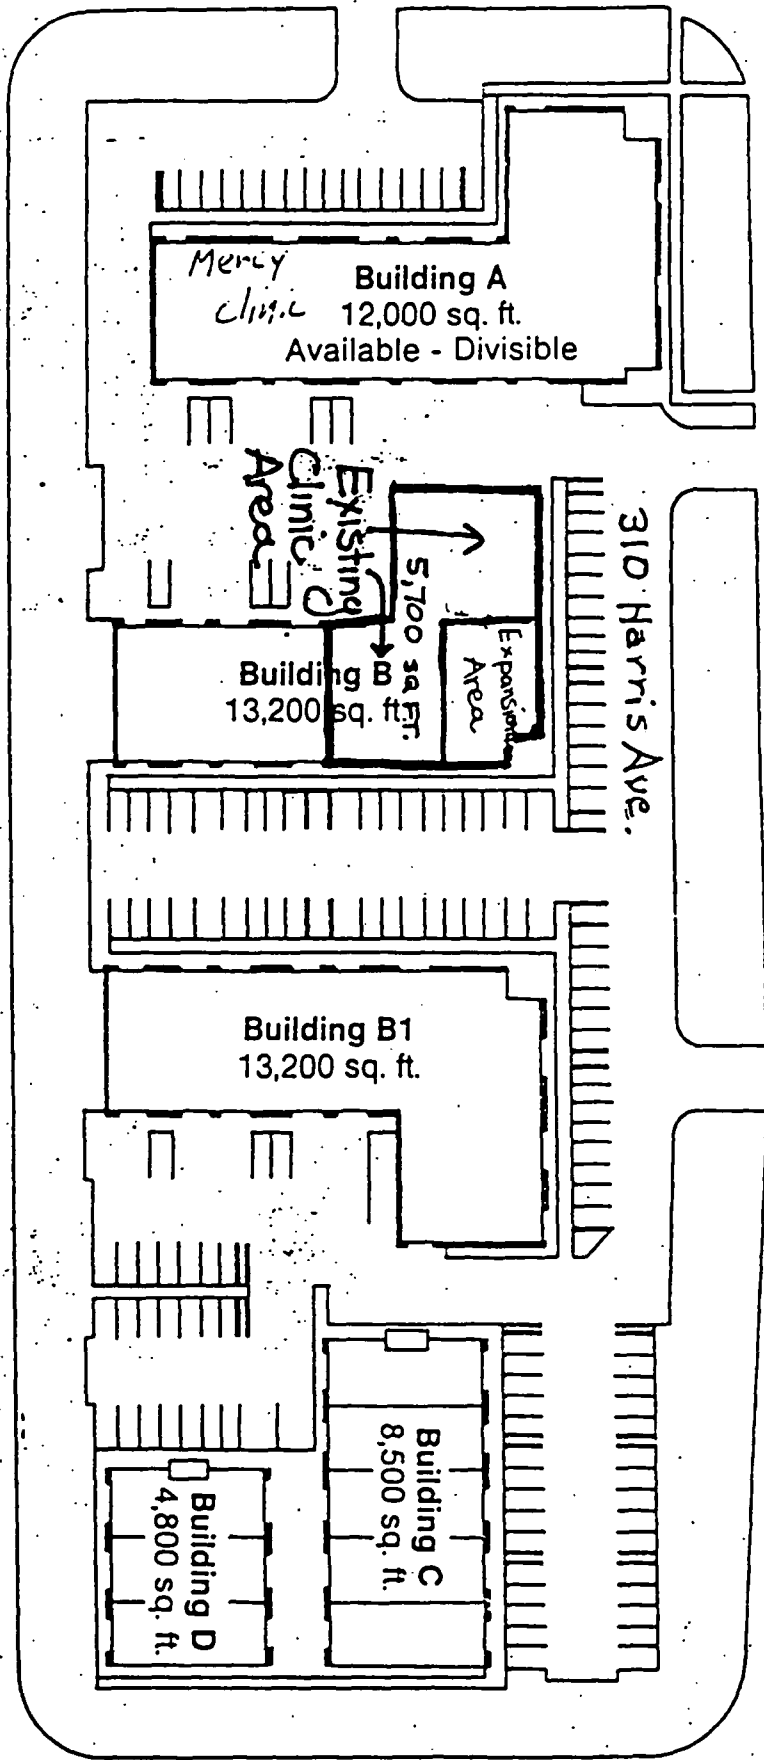 Mercy
clinic
Building A
12,000 sq. ft.
Available - Divisible
Existing
Clinic
Area
5,700 sq FT.
Expansion
Area
310 Harris Ave.
Building B
13,200 sq. ft.
Building B1
13,200 sq. ft.
Building C
8,500 sq. ft.
Building D
4,800 sq. ft.